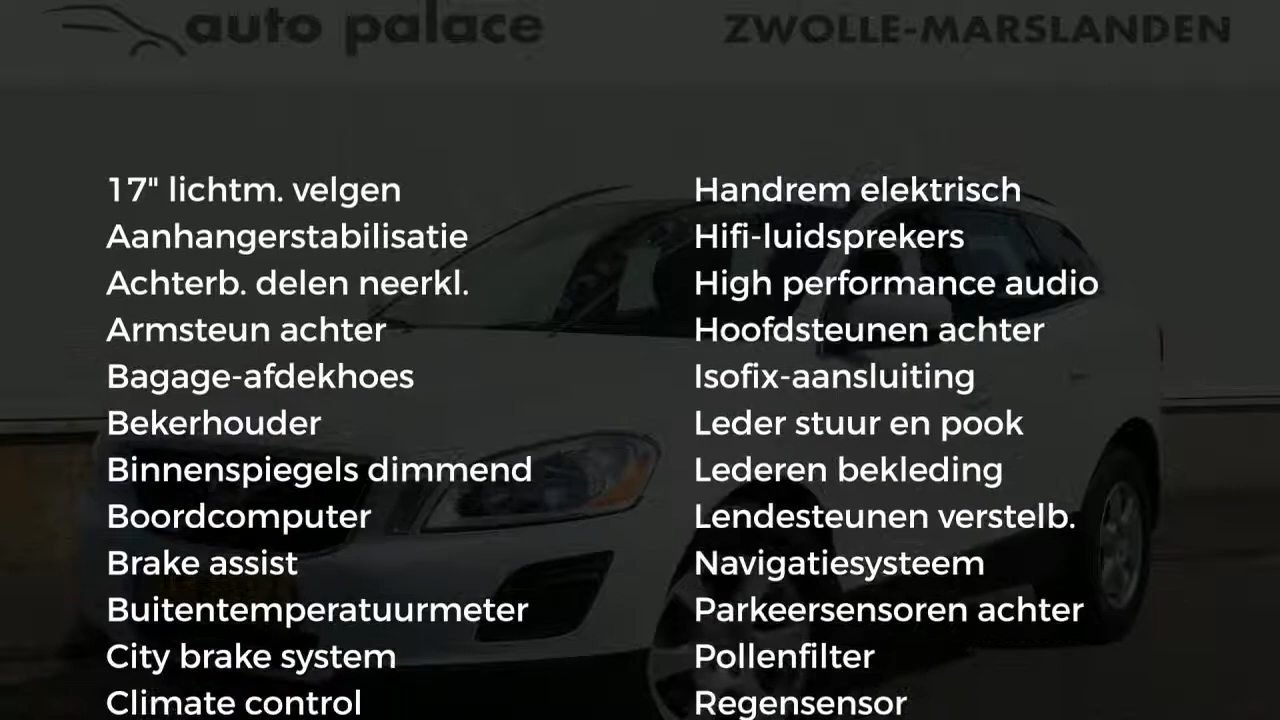 auto palace
ZWOLLE-MARSLANDEN
17" lichtm. velgen
Aanhangerstabilisatie
Achterb. delen neerkl.
Armsteun achter
Bagage-afdekhoes
Bekerhouder
Binnenspiegels dimmend
Boordcomputer
Brake assist
Buitentemperatuurmeter
City brake system
Climate control
Handrem elektrisch
Hifi-luidsprekers
High performance audio
Hoofdsteunen achter
Isofix-aansluiting
Leder stuur en pook
Lederen bekleding
Lendesteunen verstelb.
Navigatiesysteem
Parkeersensoren achter
Pollenfilter
Regensensor